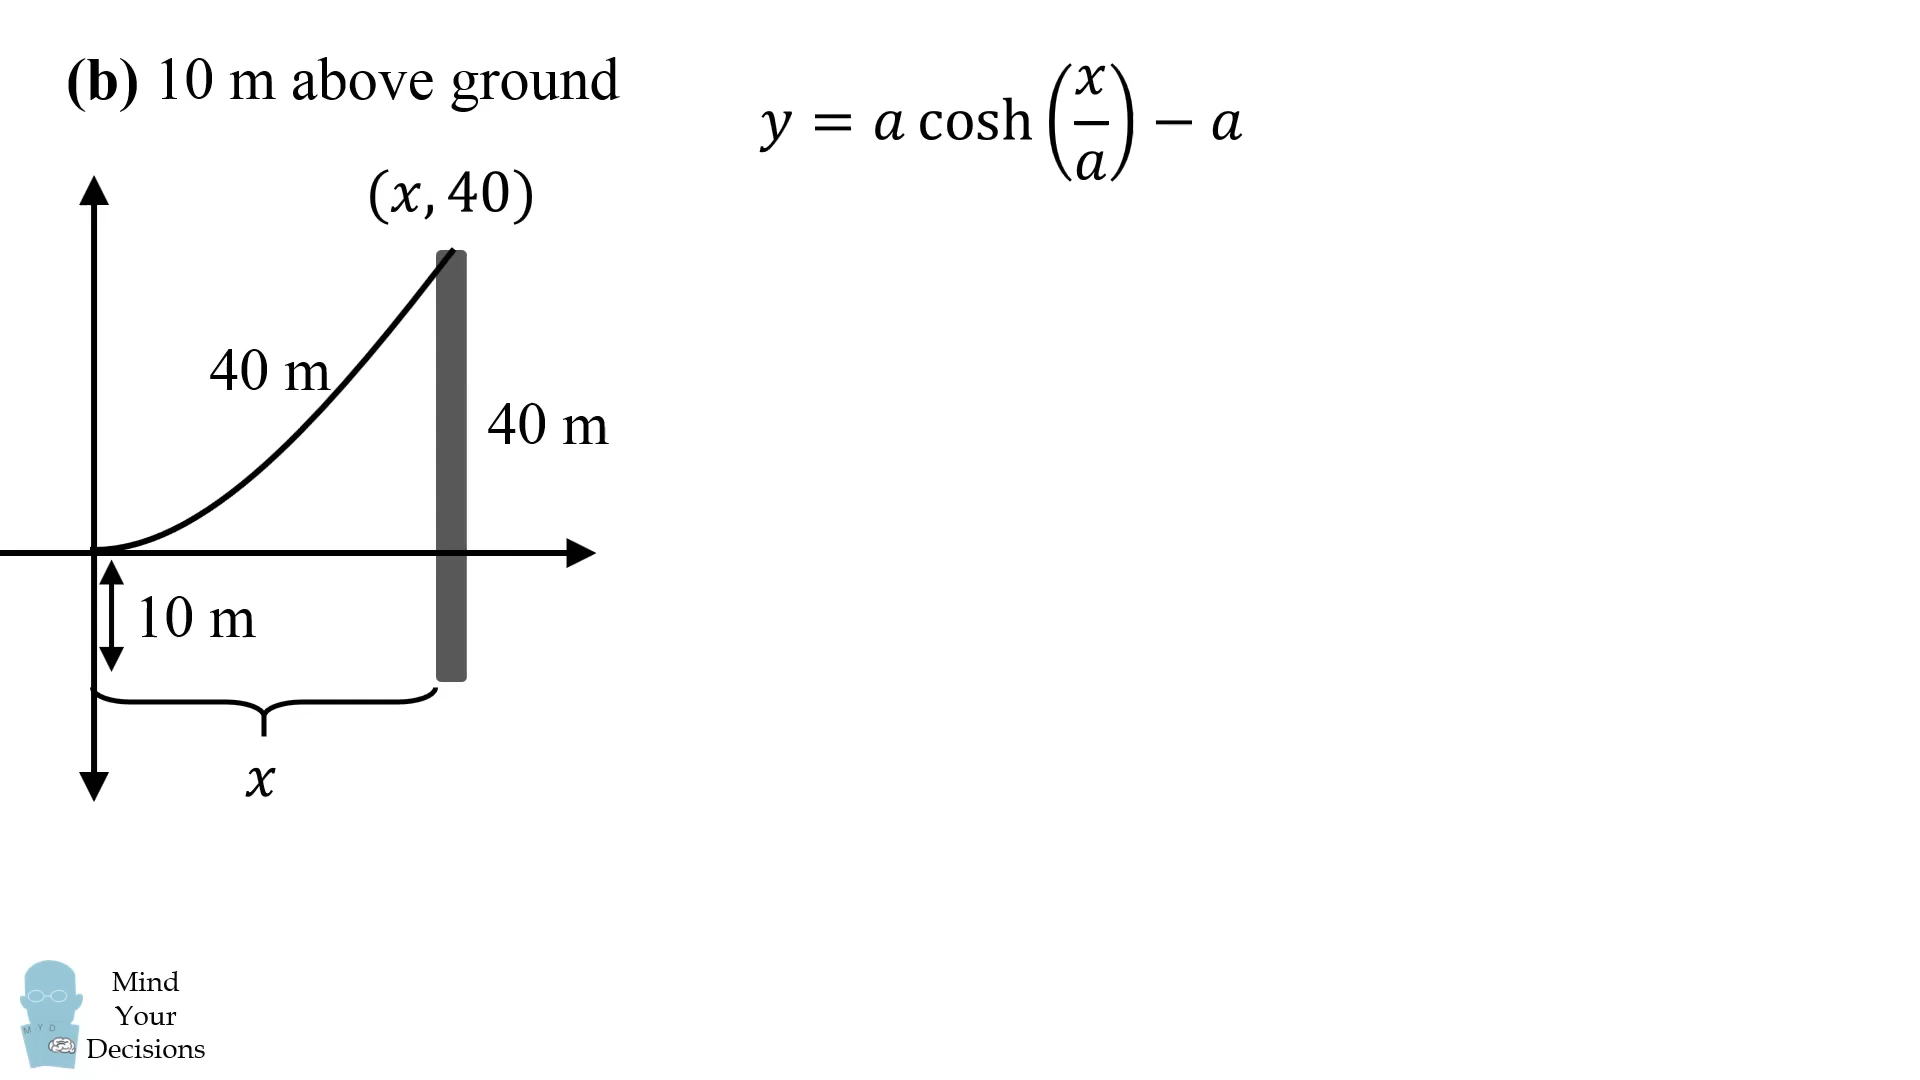 (b) 10 m above ground
y = a cosh (x/a) − a
(x, 40)
40 m
40 m
10 m
x
Mind
Your
Decisions
M Y D